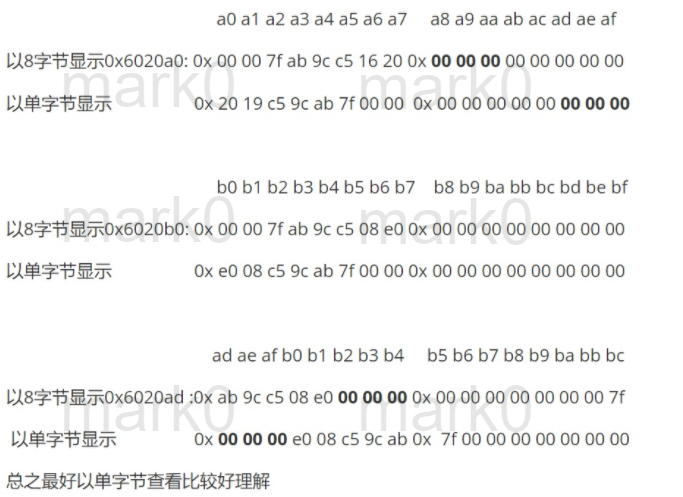 a0 a1 a2 a3 a4 a5 a6 a7 a8 a9 aa ab ac ad ae af
以8字节显示0x6020a0: 0x 00 00 7f ab 9c c5 16 20 0x 00 00 00 00 00 00 00 00
以单字节显示 0x 20 19 c5 9c ab 7f 00 00 0x 00 00 00 00 00 00 00 00
b0 b1 b2 b3 b4 b5 b6 b7 b8 b9 ba bb bc bd be bf
以8字节显示0x6020b0: 0x 00 00 7f ab 9c c5 08 e0 0x 00 00 00 00 00 00 00 00
以单字节显示 0x e0 08 c5 9c ab 7f 00 00 0x 00 00 00 00 00 00 00 00
ad ae af b0 b1 b2 b3 b4 b5 b6 b7 b8 b9 ba bb bc
以8字节显示0x6020ad :0x ab 9c c5 08 e0 00 00 00 0x 00 00 00 00 00 00 00 7f
以单字节显示 0x 00 00 00 e0 08 c5 9c ab 0x 7f 00 00 00 00 00 00 00
总之最好以单字节查看比较好理解
mark0 mark0
mark0 mark0
mark0 mark0